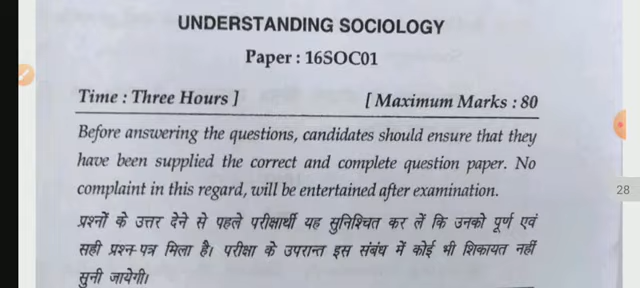 UNDERSTANDING SOCIOLOGY
Paper : 16SOC01
Time : Three Hours ] [ Maximum Marks : 80
Before answering the questions, candidates should ensure that they
have been supplied the correct and complete question paper. No
complaint in this regard, will be entertained after examination.
प्रश्नों के उत्तर देने से पहले परीक्षार्थी यह सुनिश्चित कर लें कि उनको पूर्ण एवं
सही प्रश्न-पत्र मिला है। परीक्षा के उपरान्त इस संबंध में कोई भी शिकायत नहीं
सुनी जायेगी।
28